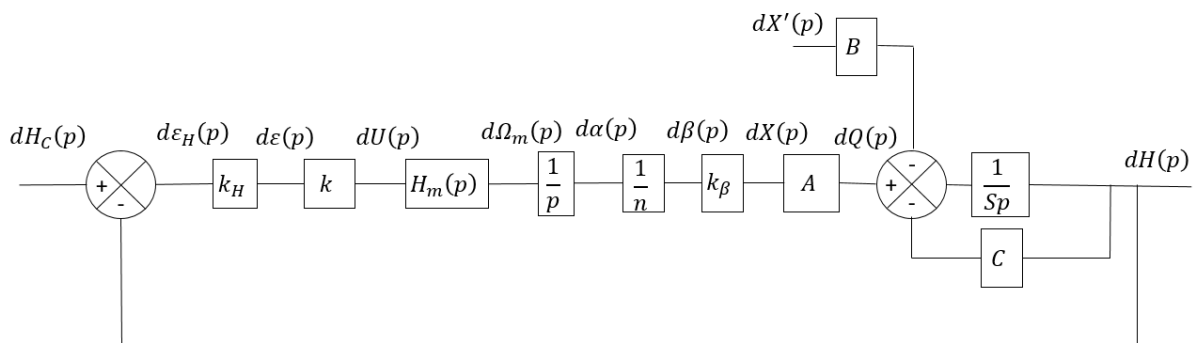 dX′(p)
B
dH_C(p)
dε_H(p)
dε(p)
dU(p)
dΩ_m(p)
dα(p)
dβ(p)
dX(p)
dQ(p)
dH(p)
+
-
k_H
k
H_m(p)
1
p
1
n
k_β
A
-
+
-
1
Sp
C